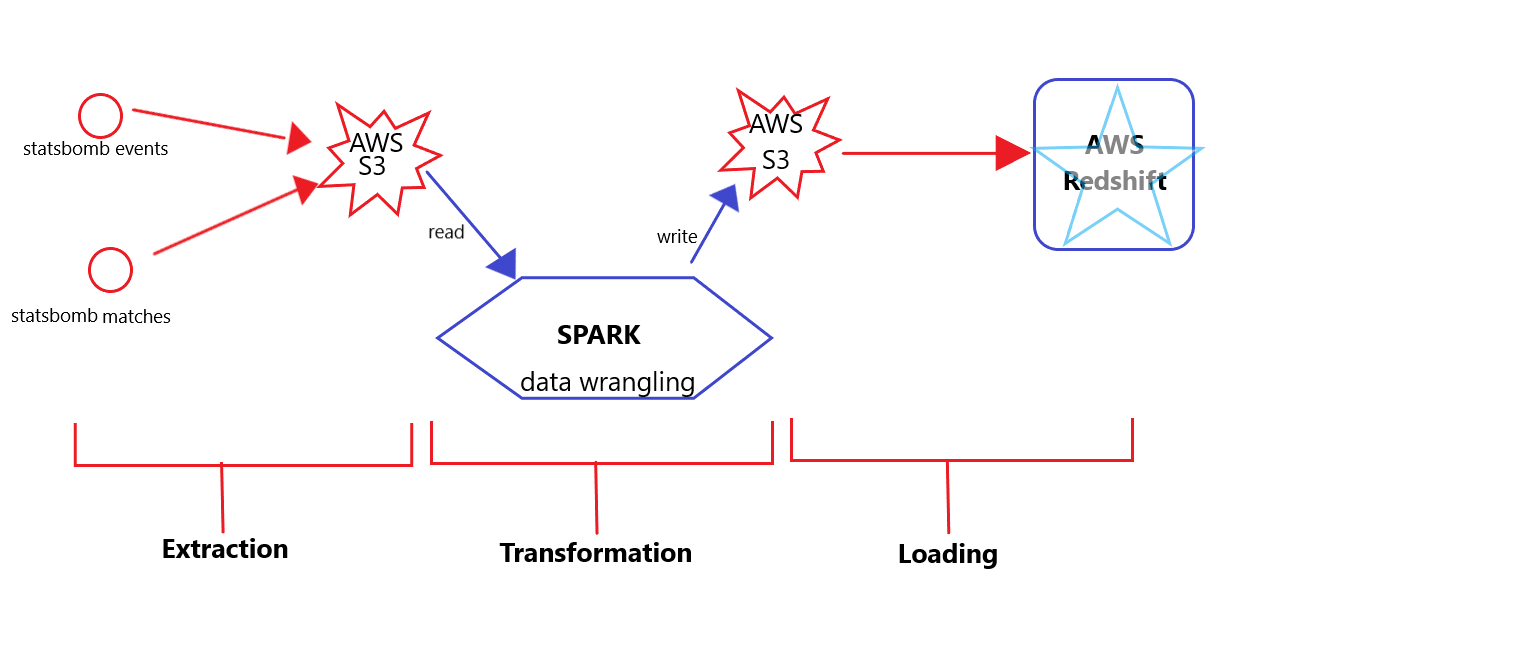 statsbomb events
statsbomb matches
AWS
S3
read
SPARK
data wrangling
write
AWS
S3
AWS
Redshift
Extraction
Transformation
Loading